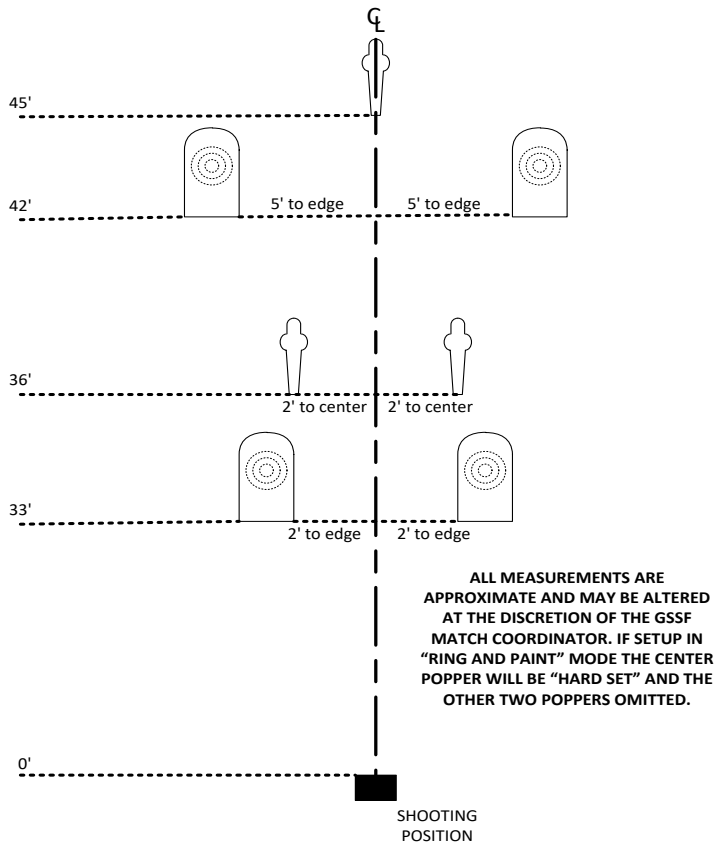 ℄
45'
42'
5' to edge 5' to edge
36'
2' to center 2' to center
33'
2' to edge 2' to edge
ALL MEASUREMENTS ARE
APPROXIMATE AND MAY BE ALTERED
AT THE DISCRETION OF THE GSSF
MATCH COORDINATOR. IF SETUP IN
“RING AND PAINT” MODE THE CENTER
POPPER WILL BE “HARD SET” AND THE
OTHER TWO POPPERS OMITTED.
0'
SHOOTING
POSITION